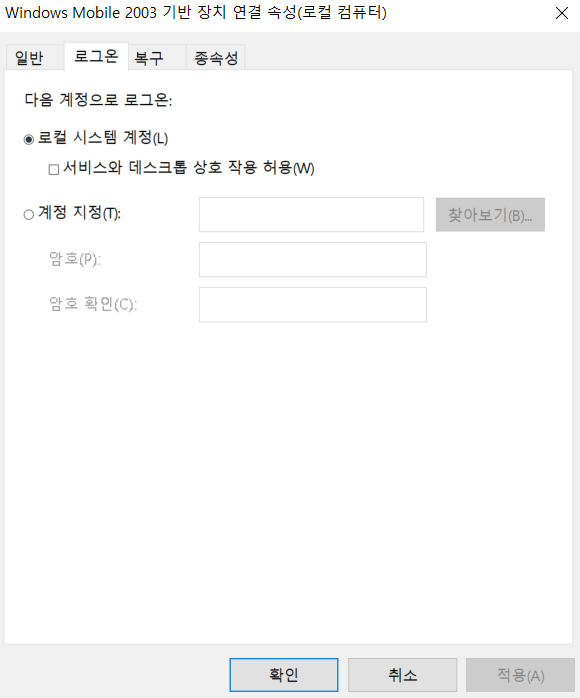 Windows Mobile 2003 기반 장치 연결 속성(로컬 컴퓨터)
일반 로그온 복구 종속성
다음 계정으로 로그온:
로컬 시스템 계정(L)
서비스와 데스크톱 상호 작용 허용(W)
계정 지정(T): 찾아보기(B)...
암호(P):
암호 확인(C):
확인 취소 적용(A)